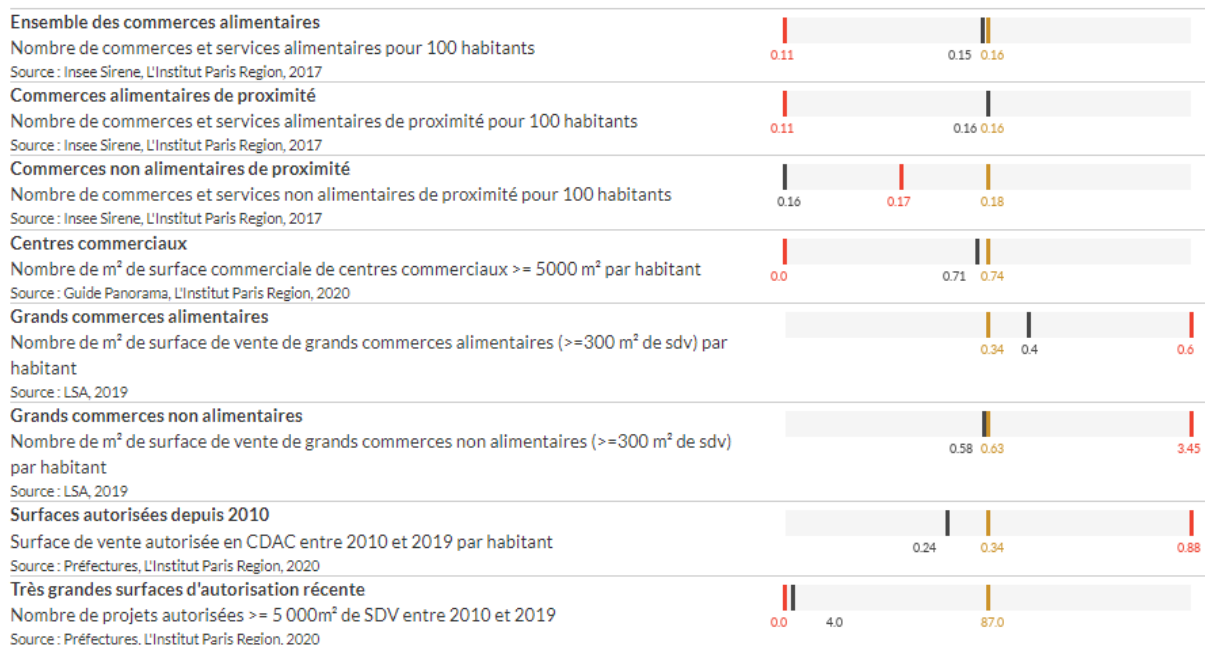 Ensemble des commerces alimentaires
Nombre de commerces et services alimentaires pour 100 habitants
Source : Insee Sirene, L'Institut Paris Region, 2017
0.11 0.15 0.16
Commerces alimentaires de proximité
Nombre de commerces et services alimentaires de proximité pour 100 habitants
Source : Insee Sirene, L'Institut Paris Region, 2017
0.11 0.16 0.16
Commerces non alimentaires de proximité
Nombre de commerces et services non alimentaires de proximité pour 100 habitants
Source : Insee Sirene, L'Institut Paris Region, 2017
0.16 0.17 0.18
Centres commerciaux
Nombre de m² de surface commerciale de centres commerciaux >= 5000 m² par habitant
Source : Guide Panorama, L'Institut Paris Region, 2020
0.0 0.71 0.74
Grands commerces alimentaires
Nombre de m² de surface de vente de grands commerces alimentaires (>=300 m² de sdv) par
habitant
Source : LSA, 2019
0.34 0.4 0.6
Grands commerces non alimentaires
Nombre de m² de surface de vente de grands commerces non alimentaires (>=300 m² de sdv)
par habitant
Source : LSA, 2019
0.58 0.63 3.45
Surfaces autorisées depuis 2010
Surface de vente autorisée en CDAC entre 2010 et 2019 par habitant
Source : Préfectures, L'Institut Paris Region, 2020
0.24 0.34 0.88
Très grandes surfaces d'autorisation récente
Nombre de projets autorisées >= 5 000m² de SDV entre 2010 et 2019
Source : Préfectures, L'Institut Paris Region, 2020
0.0 4.0 87.0